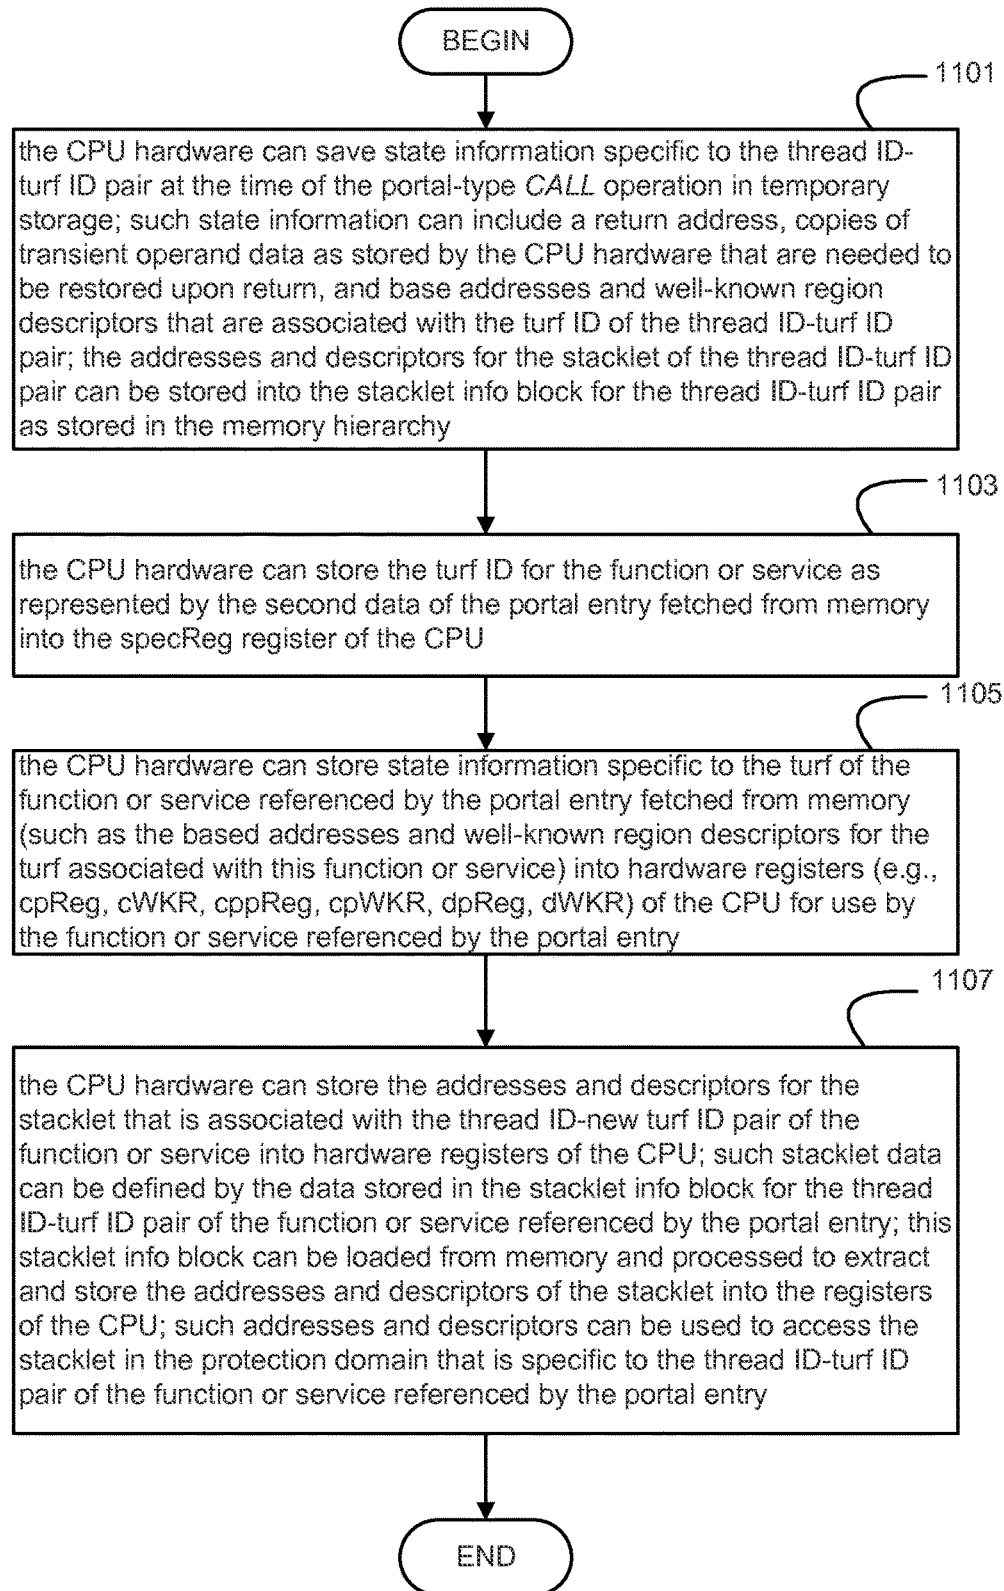 BEGIN
1101
the CPU hardware can save state information specific to the thread ID-
turf ID pair at the time of the portal-type CALL operation in temporary
storage; such state information can include a return address, copies of
transient operand data as stored by the CPU hardware that are needed to
be restored upon return, and base addresses and well-known region
descriptors that are associated with the turf ID of the thread ID-turf ID
pair; the addresses and descriptors for the stacklet of the thread ID-turf ID
pair can be stored into the stacklet info block for the thread ID-turf ID pair
as stored in the memory hierarchy
1103
the CPU hardware can store the turf ID for the function or service as
represented by the second data of the portal entry fetched from memory
into the specReg register of the CPU
1105
the CPU hardware can store state information specific to the turf of the
function or service referenced by the portal entry fetched from memory
(such as the based addresses and well-known region descriptors for the
turf associated with this function or service) into hardware registers (e.g.,
cpReg, cWKR, cppReg, cpWKR, dpReg, dWKR) of the CPU for use by
the function or service referenced by the portal entry
1107
the CPU hardware can store the addresses and descriptors for the
stacklet that is associated with the thread ID-new turf ID pair of the
function or service into hardware registers of the CPU; such stacklet data
can be defined by the data stored in the stacklet info block for the thread
ID-turf ID pair of the function or service referenced by the portal entry; this
stacklet info block can be loaded from memory and processed to extract
and store the addresses and descriptors of the stacklet into the registers
of the CPU; such addresses and descriptors can be used to access the
stacklet in the protection domain that is specific to the thread ID-turf ID
pair of the function or service referenced by the portal entry
END